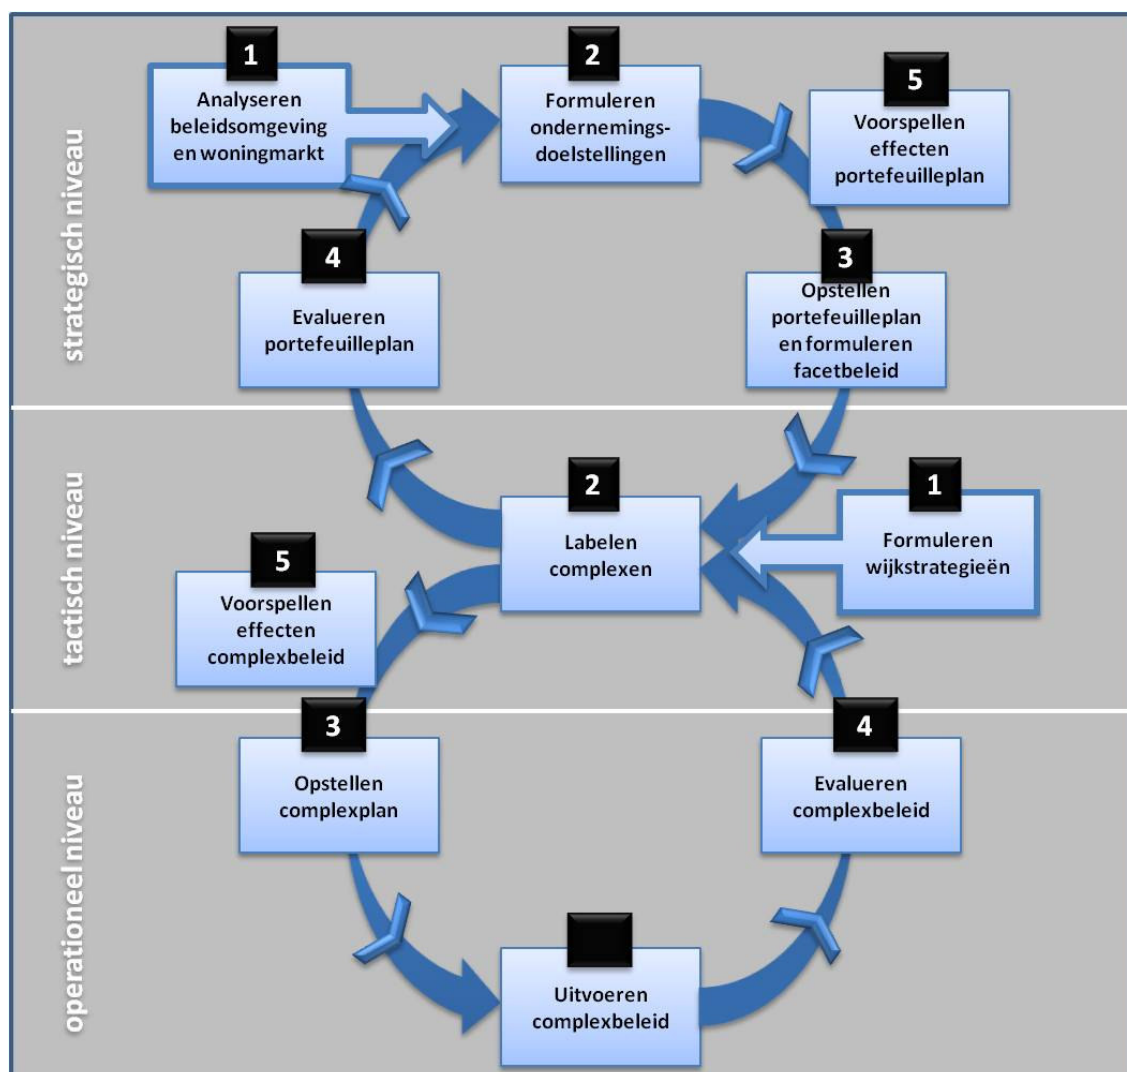 strategisch niveau
1
Analyseren
beleidsomgeving
en woningmarkt
2
Formuleren
ondernemings-
doelstellingen
5
Voorspellen
effecten
portefeuilleplan
4
Evalueren
portefeuilleplan
3
Opstellen
portefeuilleplan
en formuleren
facetbeleid
tactisch niveau
2
Labelen
complexen
1
Formuleren
wijkstrategieën
5
Voorspellen
effecten
complexbeleid
operationeel niveau
3
Opstellen
complexplan
4
Evalueren
complexbeleid
Uitvoeren
complexbeleid